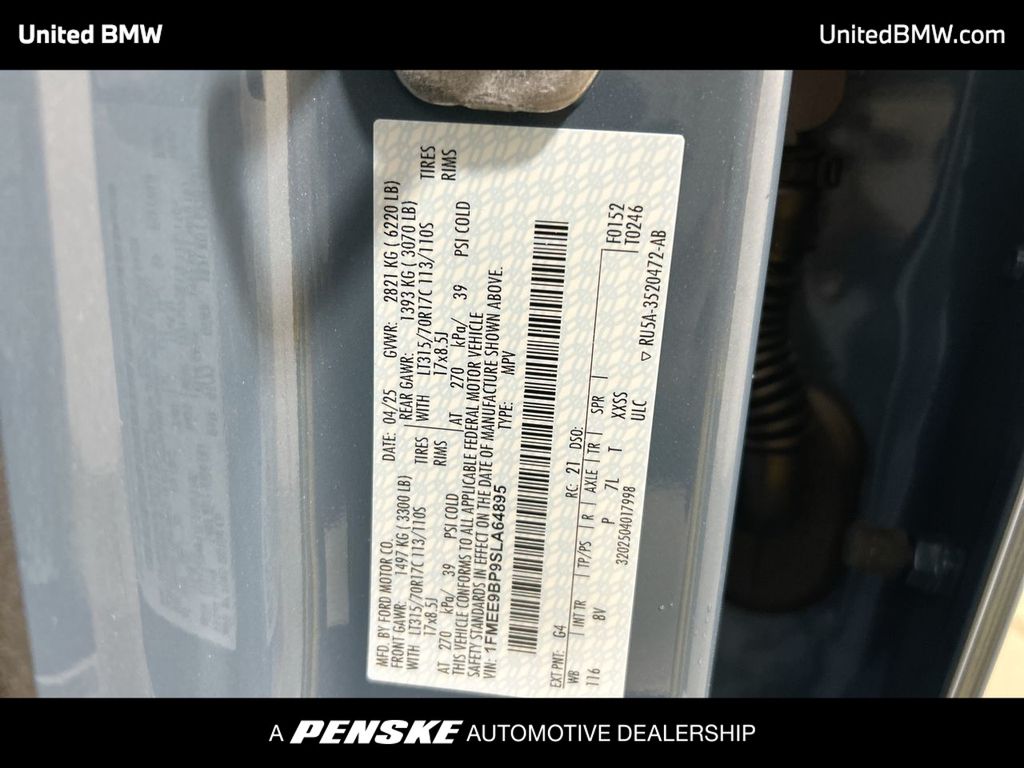 United BMW
UnitedBMW.com
MFD. BY FORD MOTOR CO. DATE: 04/25 GVWR: 2821 KG ( 6220 LB)
FRONT GAWR: 1497 KG ( 3300 LB) REAR GAWR: 1393 KG ( 3070 LB)
WITH LT315/70R17C 113/110S TIRES WITH LT315/70R17C 113/110S TIRES
17x8.5J RIMS 17x8.5J RIMS
AT 270 kPa/ 39 PSI COLD AT 270 kPa/ 39 PSI COLD
THIS VEHICLE CONFORMS TO ALL APPLICABLE FEDERAL MOTOR VEHICLE
SAFETY STANDARDS IN EFFECT ON THE DATE OF MANUFACTURE SHOWN ABOVE.
VIN: 1FMEE9BP9SLA64895 TYPE: MPV
EXT PNT: G4 RC: 21 DSO: F0152
WB INT TR TP/PS R AXLE TR SPR T0246
116 8V P 7L T XXSS
3202504017998 ULC ▽ RU5A-3520472-AB
A PENSKE AUTOMOTIVE DEALERSHIP